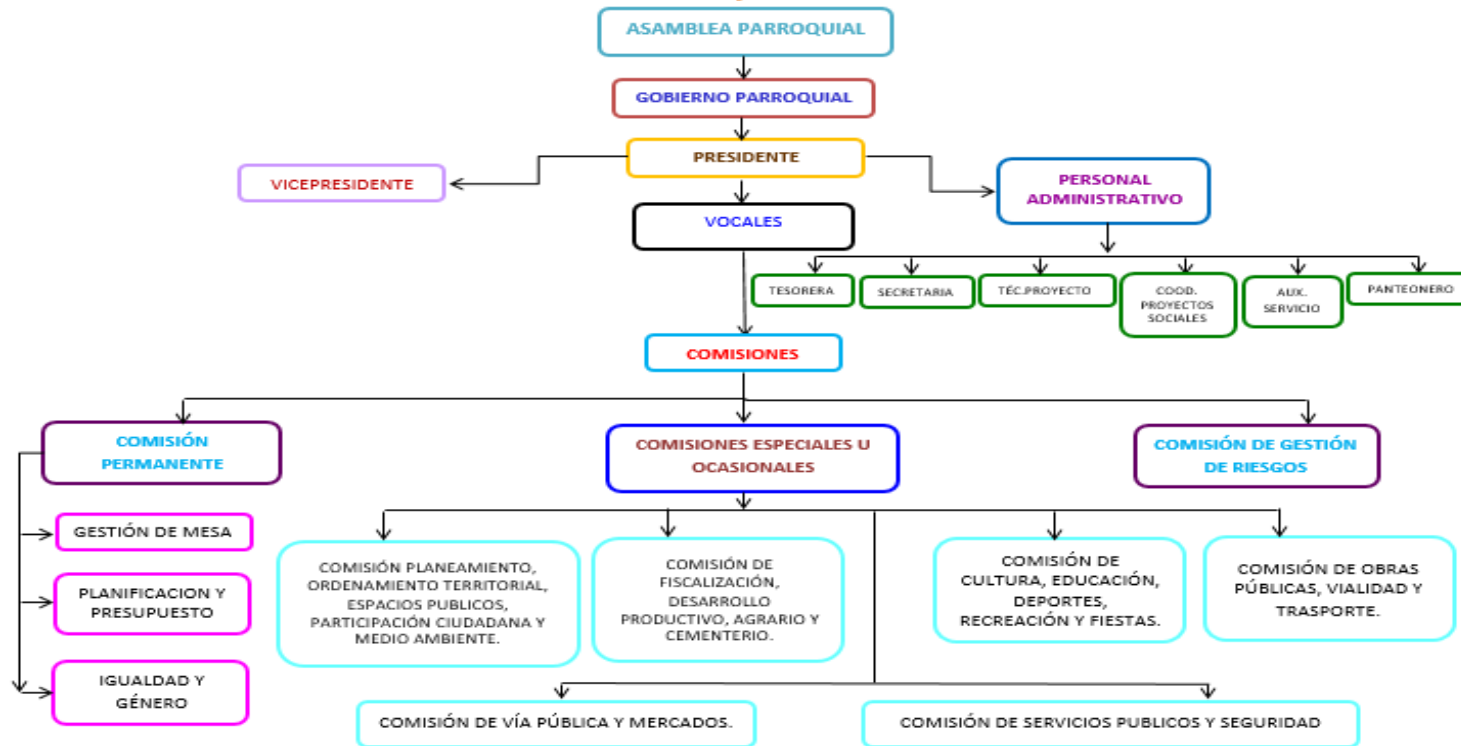 ASAMBLEA PARROQUIAL
GOBIERNO PARROQUIAL
PRESIDENTE
VICEPRESIDENTE
PERSONAL
ADMINISTRATIVO
VOCALES
TESORERA
SECRETARIA
TÉC.PROYECTO
COOD.
PROYECTOS
SOCIALES
AUX.
SERVICIO
PANTEONERO
COMISIONES
COMISIÓN
PERMANENTE
COMISIONES ESPECIALES U
OCASIONALES
COMISIÓN DE GESTIÓN
DE RIESGOS
GESTIÓN DE MESA
PLANIFICACION Y
PRESUPUESTO
IGUALDAD Y
GÉNERO
COMISIÓN PLANEAMIENTO,
ORDENAMIENTO TERRITORIAL,
ESPACIOS PUBLICOS,
PARTICIPACIÓN CIUDADANA Y
MEDIO AMBIENTE.
COMISIÓN DE
FISCALIZACIÓN,
DESARROLLO
PRODUCTIVO, AGRARIO Y
CEMENTERIO.
COMISIÓN DE
CULTURA, EDUCACIÓN,
DEPORTES,
RECREACIÓN Y FIESTAS.
COMISIÓN DE OBRAS
PÚBLICAS, VIALIDAD Y
TRASPORTE.
COMISIÓN DE VÍA PÚBLICA Y MERCADOS.
COMISIÓN DE SERVICIOS PUBLICOS Y SEGURIDAD